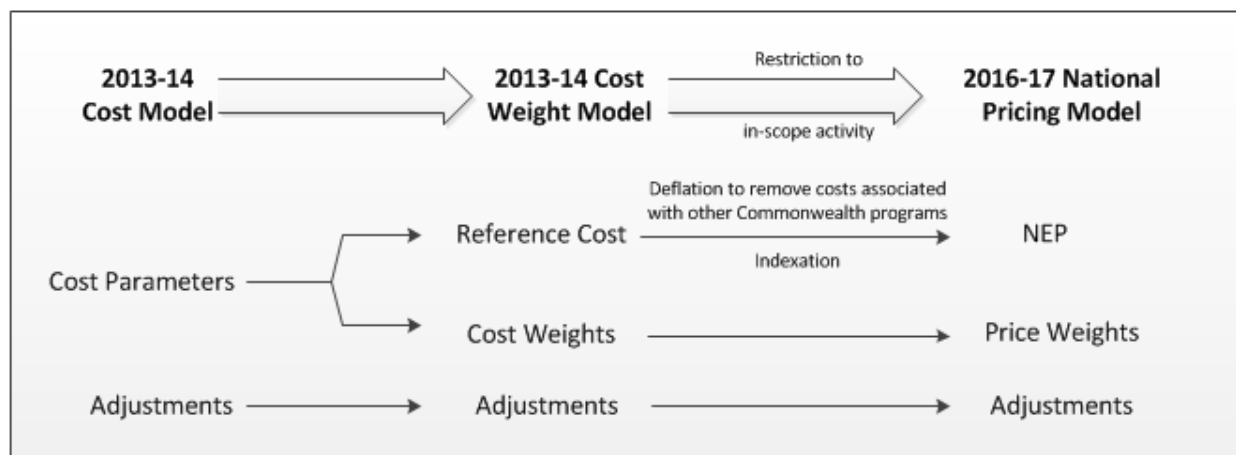 2013-14
Cost Model
2013-14 Cost
Weight Model
Restriction to
in-scope activity
2016-17 National
Pricing Model
Cost Parameters
Reference Cost
Deflation to remove costs associated
with other Commonwealth programs
Indexation
NEP
Cost Weights
Price Weights
Adjustments
Adjustments
Adjustments